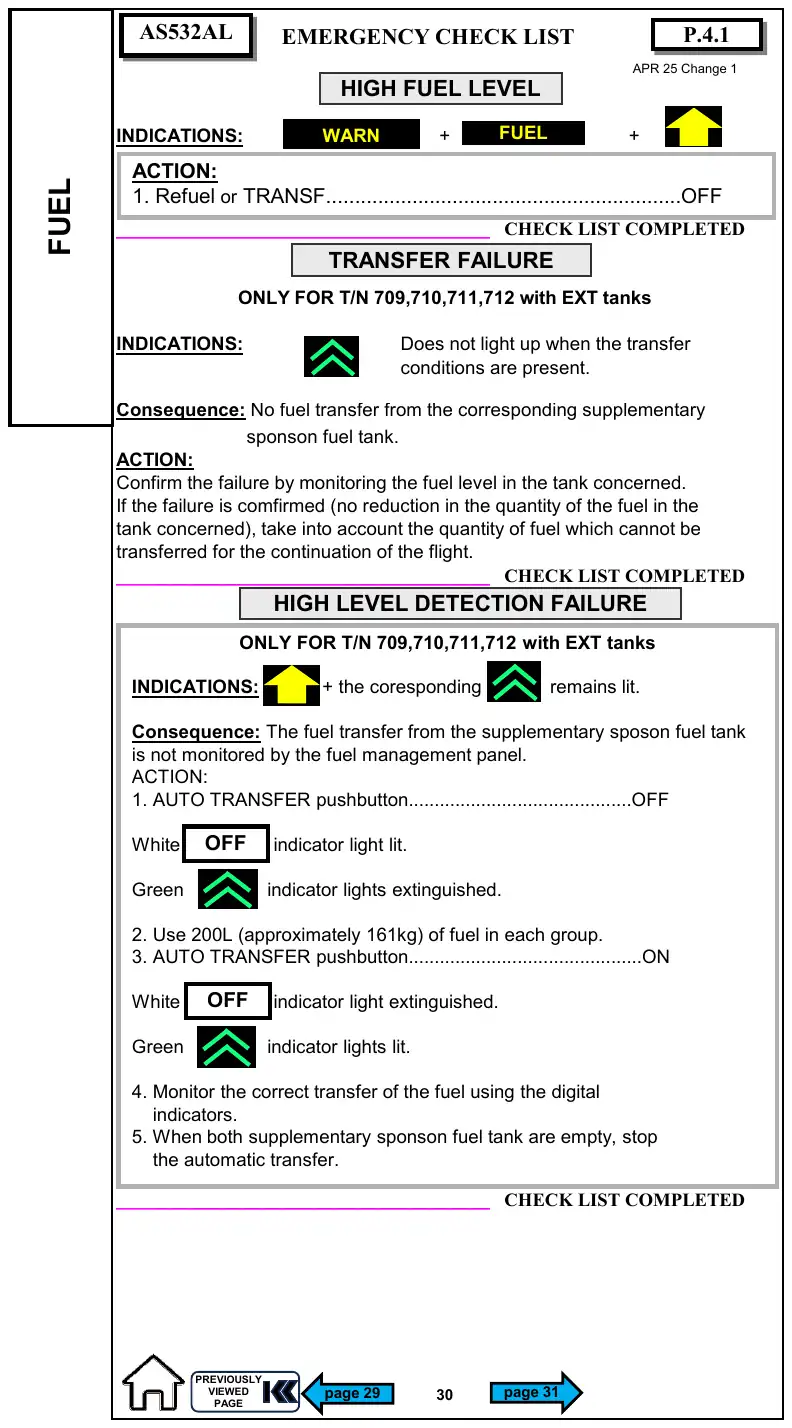 AS532AL
EMERGENCY CHECK LIST
P.4.1
APR 25 Change 1
FUEL
HIGH FUEL LEVEL
INDICATIONS: WARN + FUEL +
ACTION:
1. Refuel or TRANSF..............................................................OFF
CHECK LIST COMPLETED
TRANSFER FAILURE
ONLY FOR T/N 709,710,711,712 with EXT tanks
INDICATIONS: Does not light up when the transfer
conditions are present.
Consequence: No fuel transfer from the corresponding supplementary
sponson fuel tank.
ACTION:
Confirm the failure by monitoring the fuel level in the tank concerned.
If the failure is comfirmed (no reduction in the quantity of the fuel in the
tank concerned), take into account the quantity of fuel which cannot be
transferred for the continuation of the flight.
CHECK LIST COMPLETED
HIGH LEVEL DETECTION FAILURE
ONLY FOR T/N 709,710,711,712 with EXT tanks
INDICATIONS: + the coresponding remains lit.
Consequence: The fuel transfer from the supplementary sposon fuel tank
is not monitored by the fuel management panel.
ACTION:
1. AUTO TRANSFER pushbutton...........................................OFF
White OFF indicator light lit.
Green indicator lights extinguished.
2. Use 200L (approximately 161kg) of fuel in each group.
3. AUTO TRANSFER pushbutton.............................................ON
White OFF indicator light extinguished.
Green indicator lights lit.
4. Monitor the correct transfer of the fuel using the digital
indicators.
5. When both supplementary sponson fuel tank are empty, stop
the automatic transfer.
CHECK LIST COMPLETED
PREVIOUSLY
VIEWED
PAGE
page 29
30
page 31